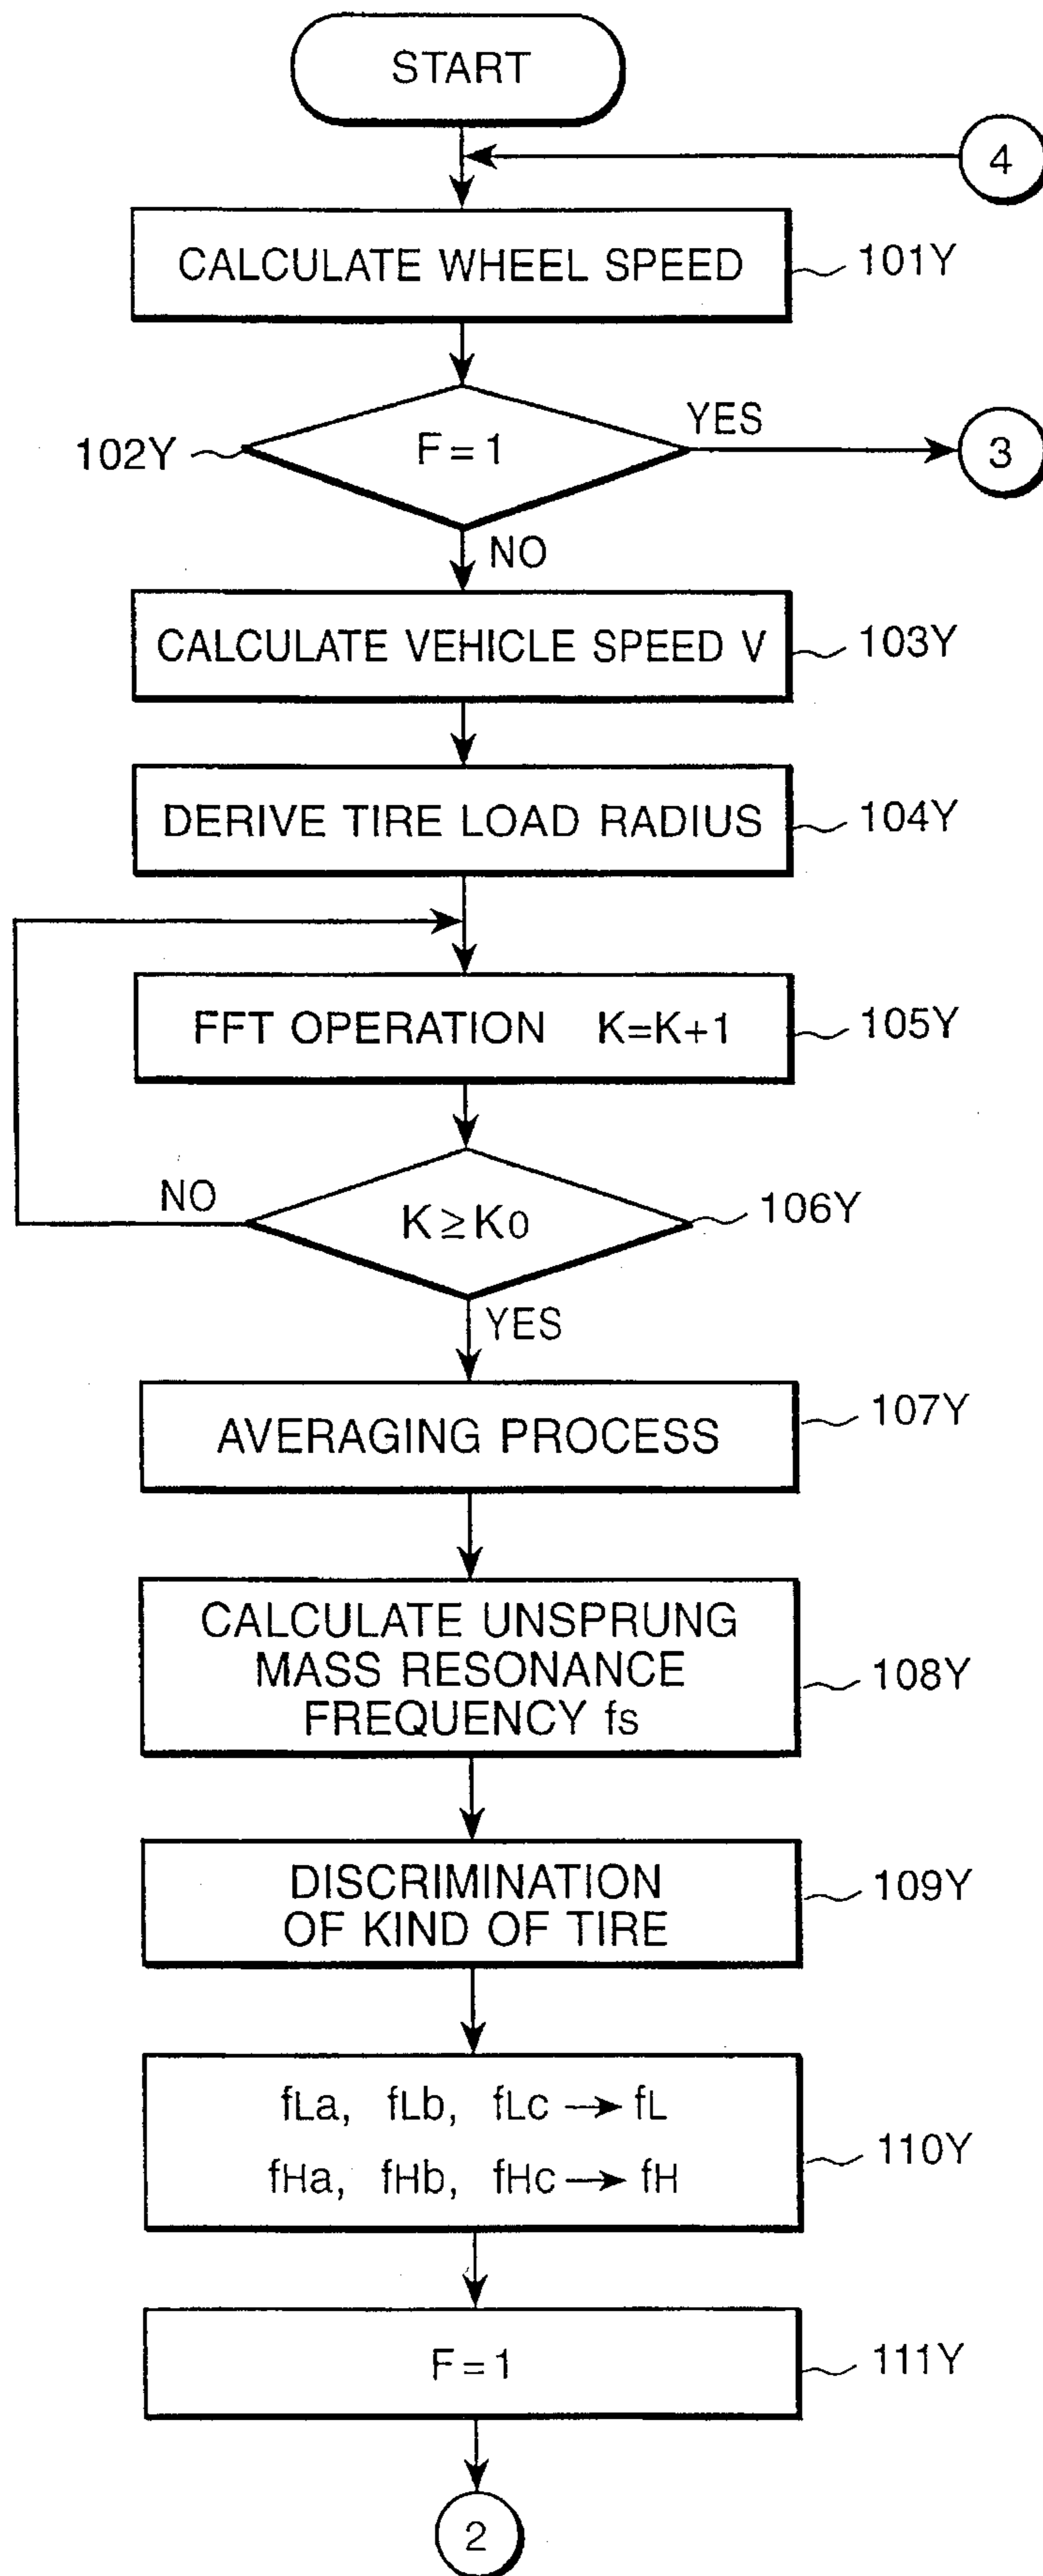 START
4
CALCULATE WHEEL SPEED
101Y
102Y
F=1
YES
3
NO
CALCULATE VEHICLE SPEED V
103Y
DERIVE TIRE LOAD RADIUS
104Y
FFT OPERATION K=K+1
105Y
NO
K≥K0
106Y
YES
AVERAGING PROCESS
107Y
CALCULATE UNSPRUNG
MASS RESONANCE
FREQUENCY fs
108Y
DISCRIMINATION
OF KIND OF TIRE
109Y
fLa, fLb, fLc → fL
fHa, fHb, fHc → fH
110Y
F=1
111Y
2